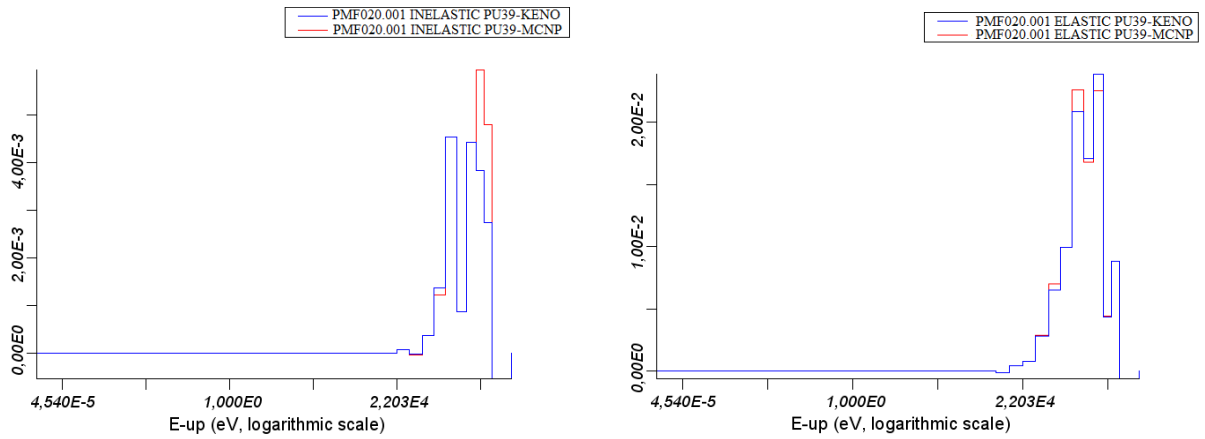 PMF020.001 INELASTIC PU39-KENO
PMF020.001 INELASTIC PU39-MCNP
4,00E-3
2,00E-3
0,00E0
4,540E-5
1,000E0
2,203E4
E-up (eV, logarithmic scale)
PMF020.001 ELASTIC PU39-KENO
PMF020.001 ELASTIC PU39-MCNP
2,00E-2
1,00E-2
0,00E0
4,540E-5
1,000E0
2,203E4
E-up (eV, logarithmic scale)